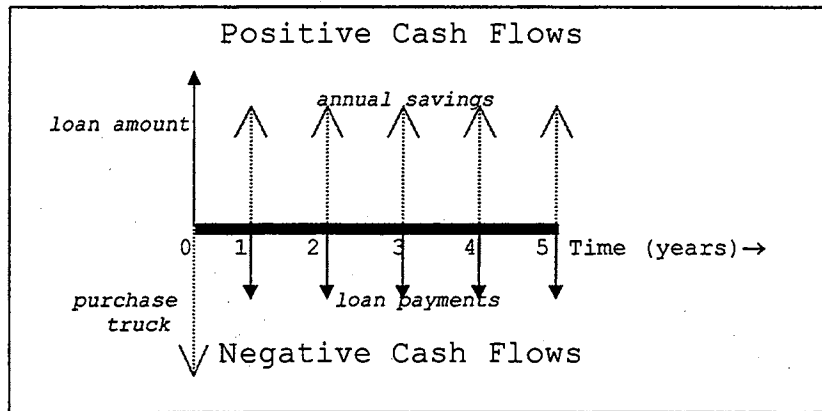 Positive Cash Flows
annual savings
loan amount
0 1 2 3 4 5 Time (years)→
purchase
truck
loan payments
Negative Cash Flows